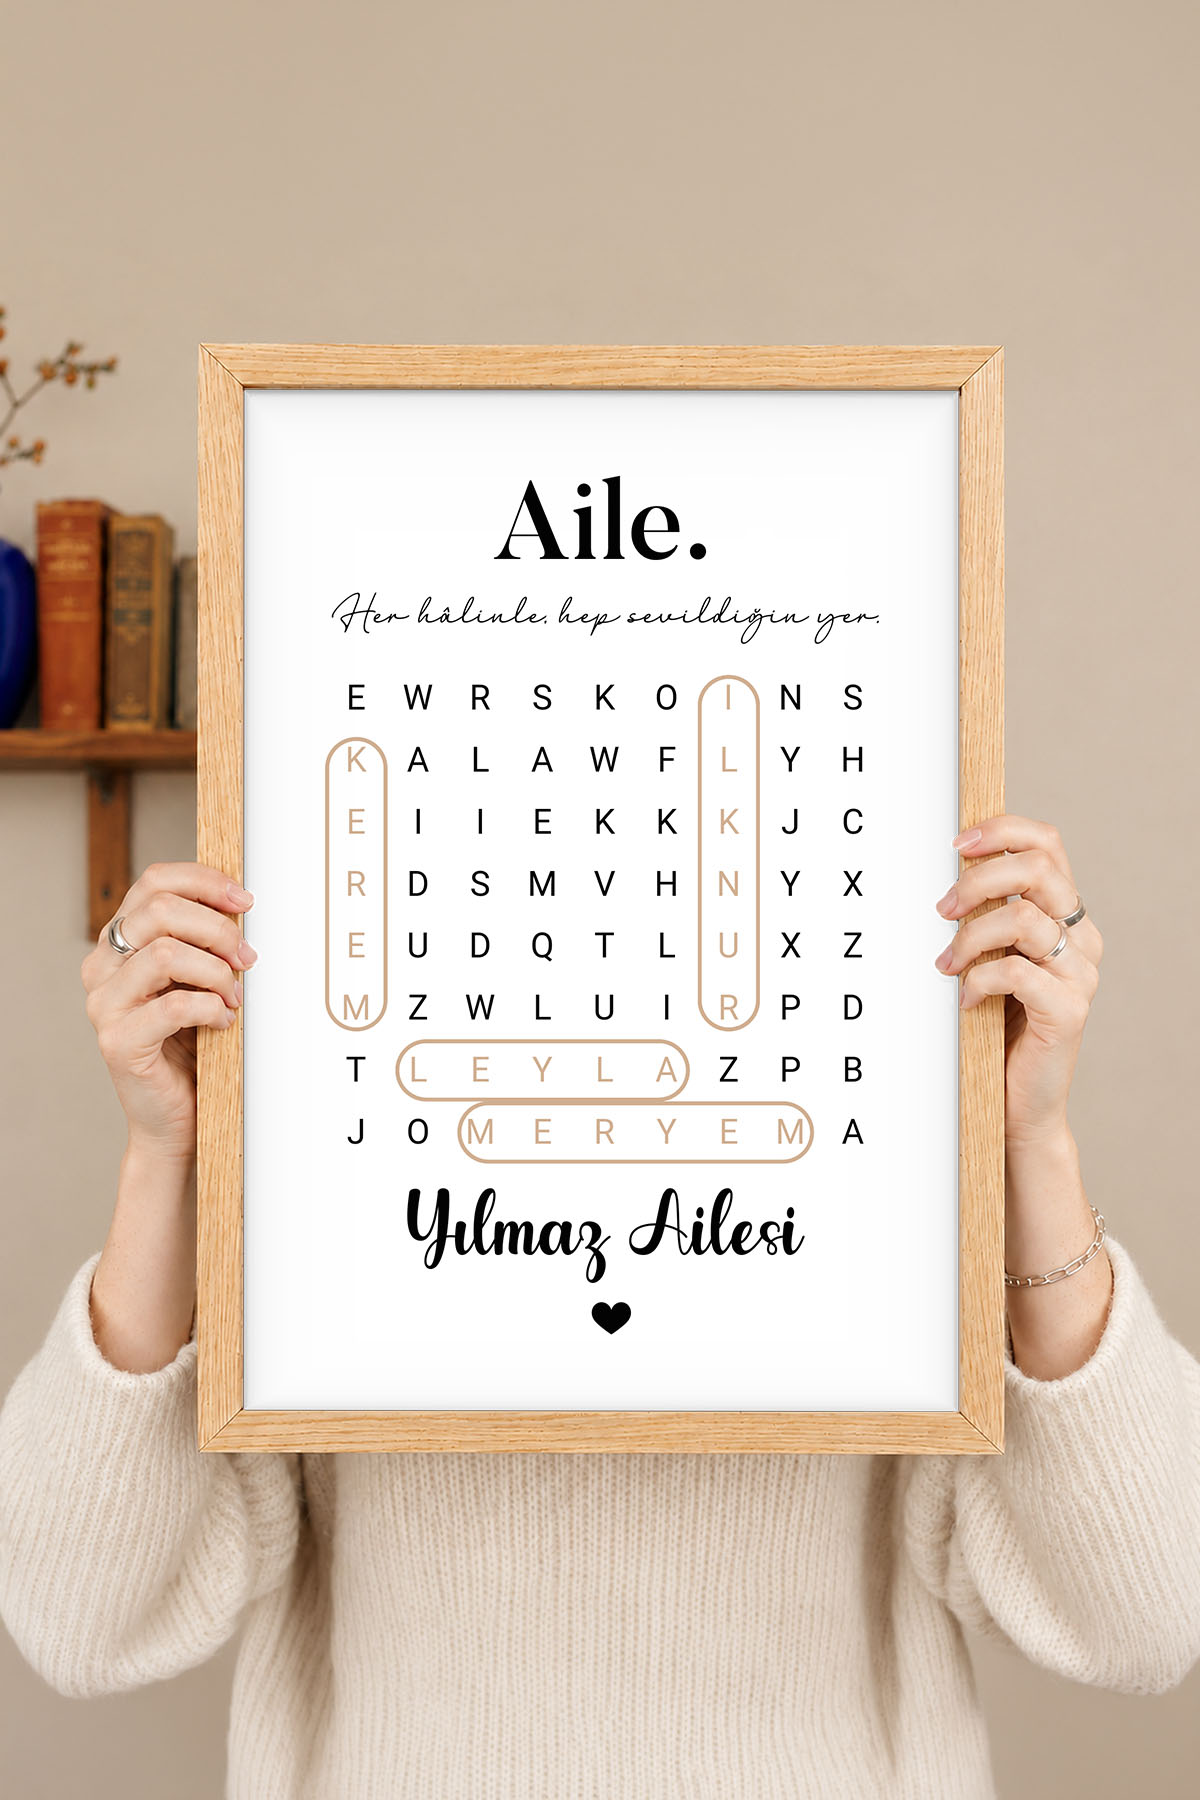 Aile.
Her hâlinle, hep sevildiğin yer.
E W R S K O I N S
K A L A W F L Y H
E I I E K K K J C
R D S M V H N Y X
E U D Q T L U X Z
M Z W L U I R P D
T L E Y L A Z P B
J O M E R Y E M A
Yılmaz Ailesi